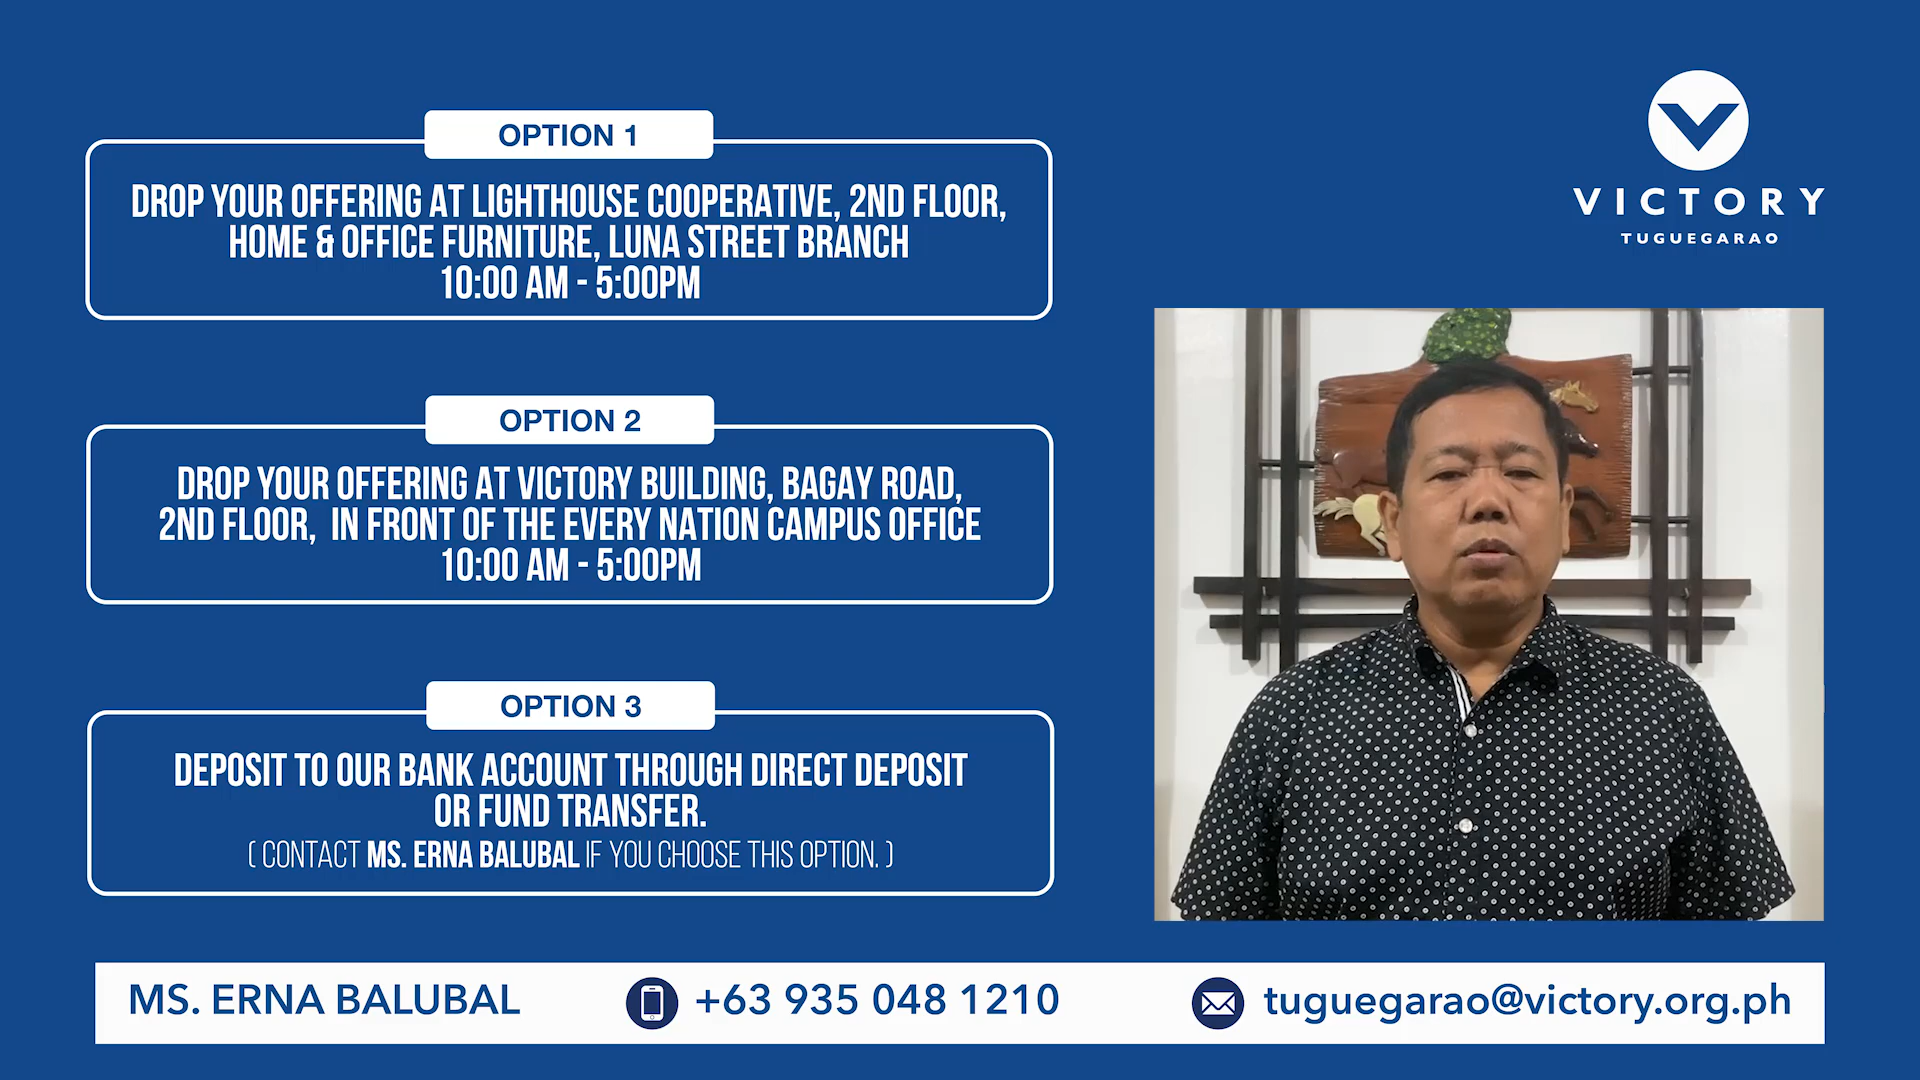 OPTION 1
DROP YOUR OFFERING AT LIGHTHOUSE COOPERATIVE, 2ND FLOOR,
HOME & OFFICE FURNITURE, LUNA STREET BRANCH
10:00 AM - 5:00PM
OPTION 2
DROP YOUR OFFERING AT VICTORY BUILDING, BAGAY ROAD,
2ND FLOOR, IN FRONT OF THE EVERY NATION CAMPUS OFFICE
10:00 AM - 5:00PM
OPTION 3
DEPOSIT TO OUR BANK ACCOUNT THROUGH DIRECT DEPOSIT
OR FUND TRANSFER.
( CONTACT MS. ERNA BALUBAL IF YOU CHOOSE THIS OPTION. )
VICTORY
TUGUEGARAO
MS. ERNA BALUBAL
+63 935 048 1210
tuguegarao@victory.org.ph